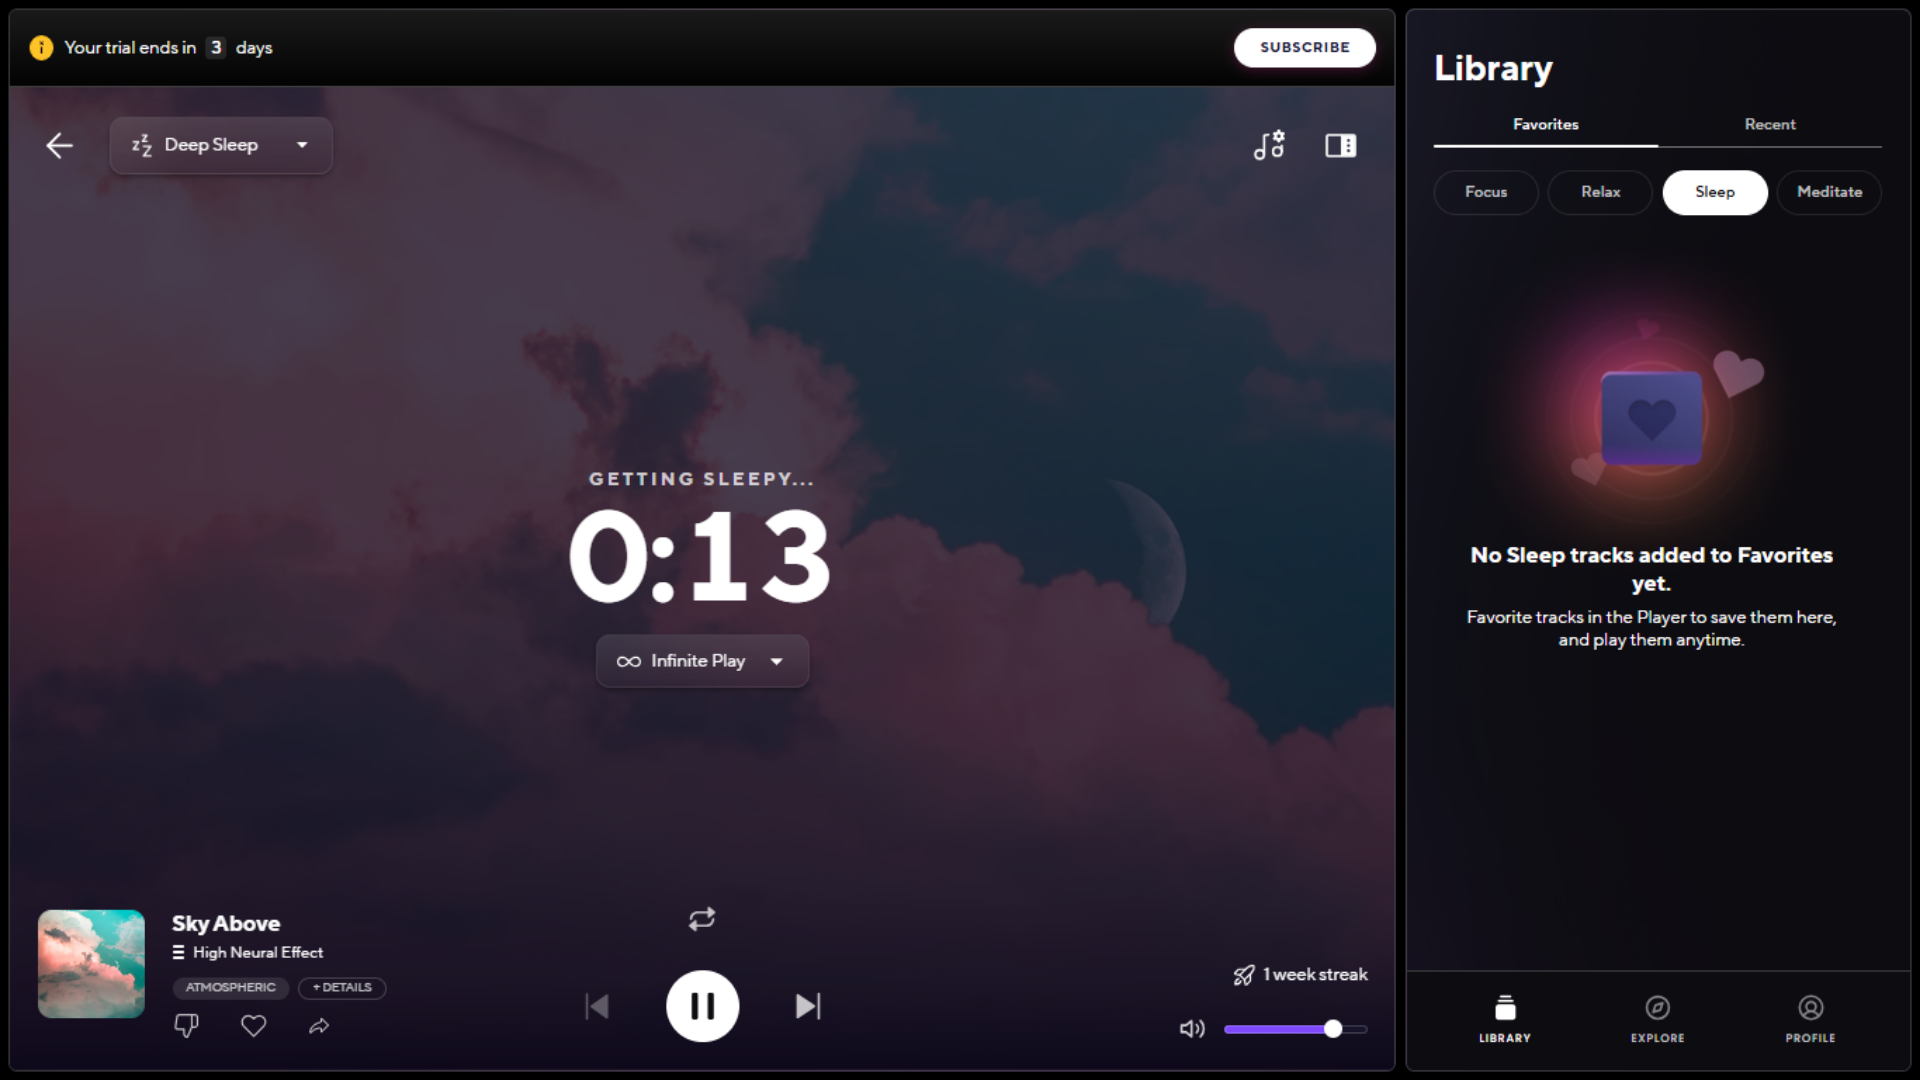 Your trial ends in 3 days
SUBSCRIBE
Deep Sleep
GETTING SLEEPY...
0:13
Infinite Play
Sky Above
High Neural Effect
ATMOSPHERIC
+ DETAILS
1 week streak
Library
Favorites
Recent
Focus
Relax
Sleep
Meditate
No Sleep tracks added to Favorites
yet.
Favorite tracks in the Player to save them here,
and play them anytime.
LIBRARY
EXPLORE
PROFILE